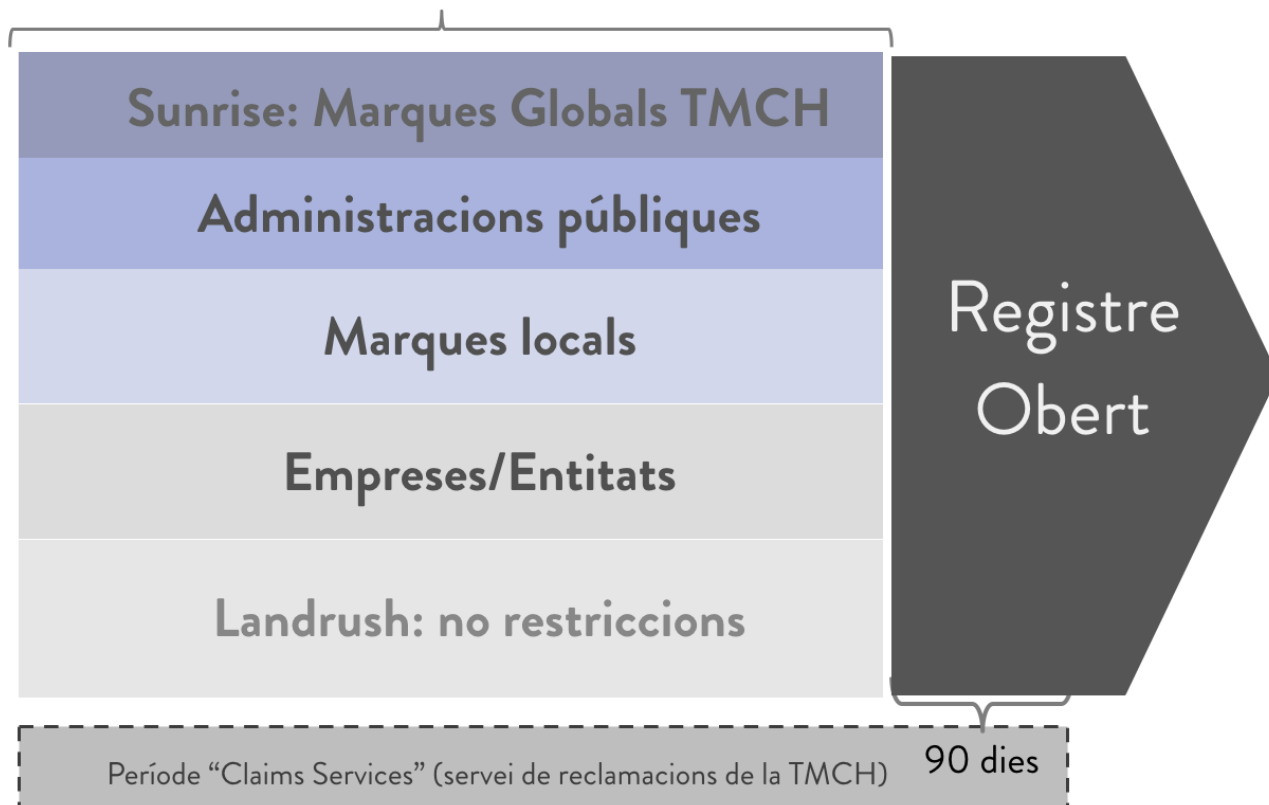 Sunrise: Marques Globals TMCH
Administracions públiques
Marques locals
Empreses/Entitats
Landrush: no restriccions
Registre
Obert
Període “Claims Services” (servei de reclamacions de la TMCH)
90 dies